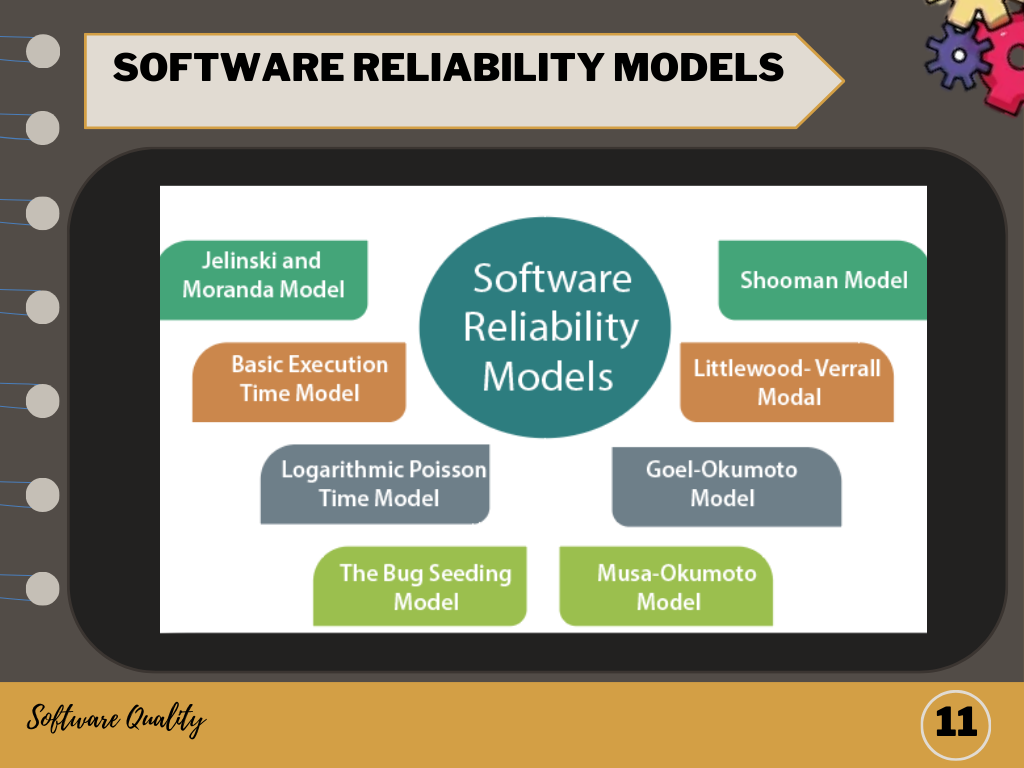 SOFTWARE RELIABILITY MODELS
Software
Reliability
Models
Jelinski and
Moranda Model
Shooman Model
Basic Execution
Time Model
Littlewood- Verrall
Modal
Logarithmic Poisson
Time Model
Goel-Okumoto
Model
The Bug Seeding
Model
Musa-Okumoto
Model
Software Quality
11